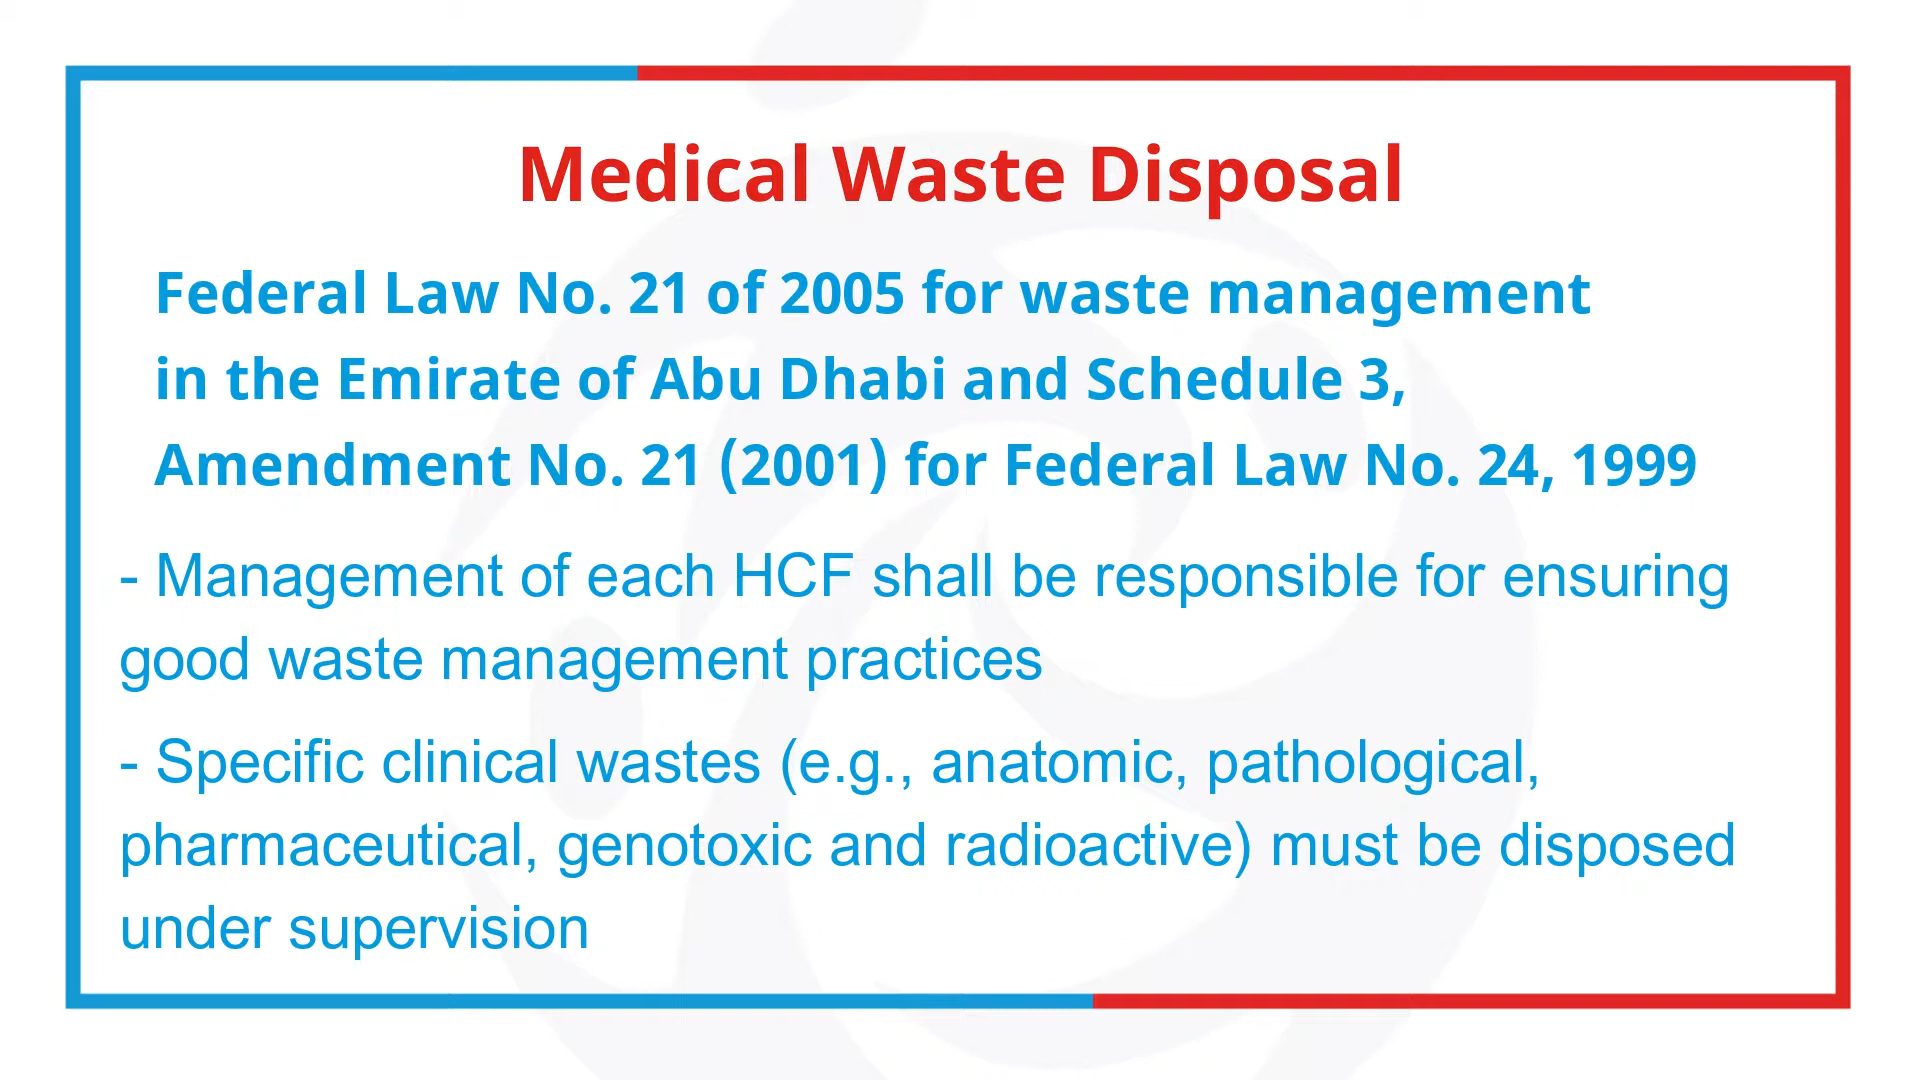 Medical Waste Disposal
Federal Law No. 21 of 2005 for waste management
in the Emirate of Abu Dhabi and Schedule 3,
Amendment No. 21 (2001) for Federal Law No. 24, 1999
- Management of each HCF shall be responsible for ensuring
good waste management practices
- Specific clinical wastes (e.g., anatomic, pathological,
pharmaceutical, genotoxic and radioactive) must be disposed
under supervision